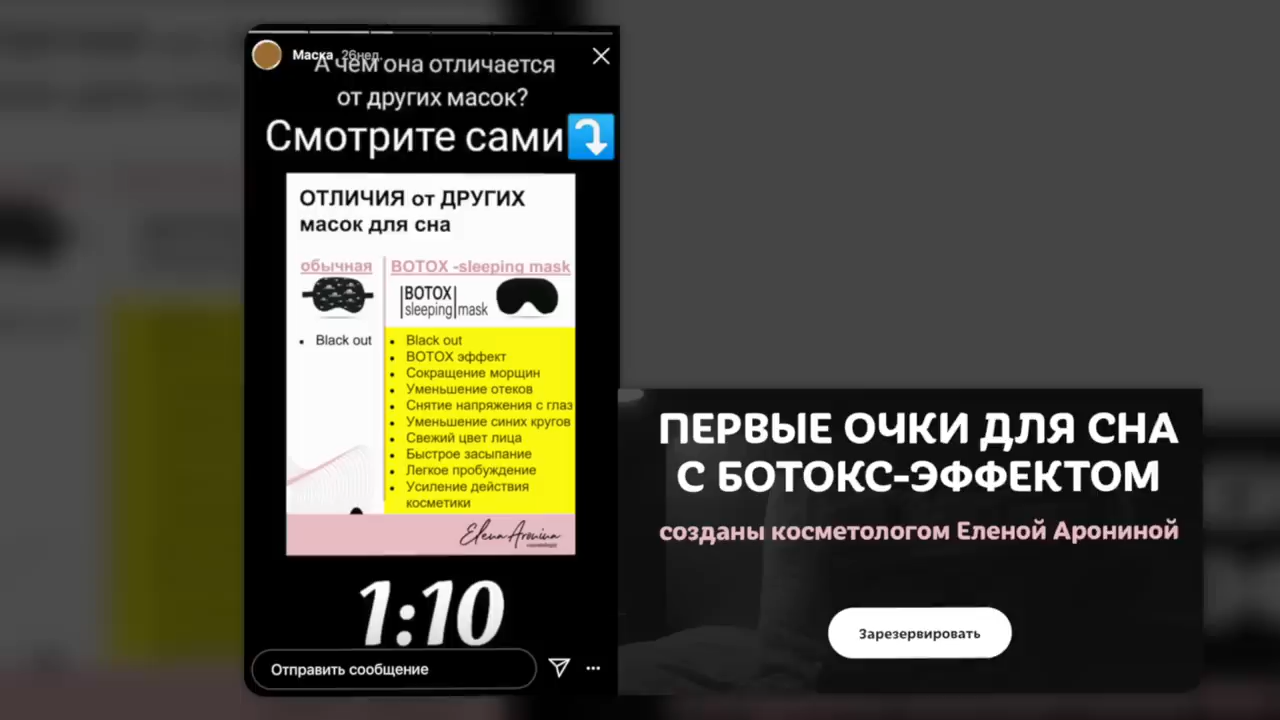 Маска 26нед.
А чем она отличается
от других масок?
Смотрите сами
ОТЛИЧИЯ от ДРУГИХ
масок для сна
обычная
BOTOX -sleeping mask
BOTOX
sleeping mask
Black out
Black out
BOTOX эффект
Сокращение морщин
Уменьшение отеков
Снятие напряжения с глаз
Уменьшение синих кругов
Свежий цвет лица
Быстрое засыпание
Легкое пробуждение
Усиление действия
косметики
Elena Aronina
1:10
Отправить сообщение
ПЕРВЫЕ ОЧКИ ДЛЯ СНА
С БОТОКС-ЭФФЕКТОМ
созданы косметологом Еленой Арониной
Зарезервировать